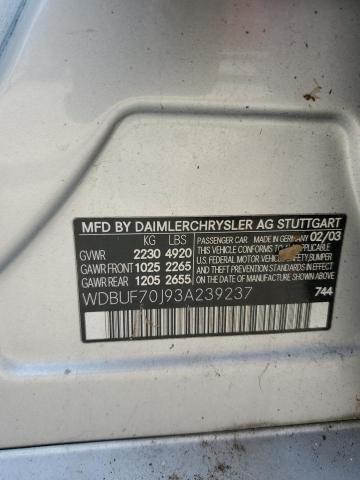 MFD BY DAIMLERCHRYSLER AG STUTTGART
KG LBS
GVWR 2230 4920
GAWR FRONT 1025 2265
GAWR REAR 1205 2655
PASSENGER CAR MADE IN GERMANY 02/03
THIS VEHICLE CONFORMS TO ALL APPLICABLE
U.S. FEDERAL MOTOR VEHICLE SAFETY, BUMPER
AND THEFT PREVENTION STANDARDS IN EFFECT
ON THE DATE OF MANUFACTURE SHOWN ABOVE.
WDBUF70J93A239237
744